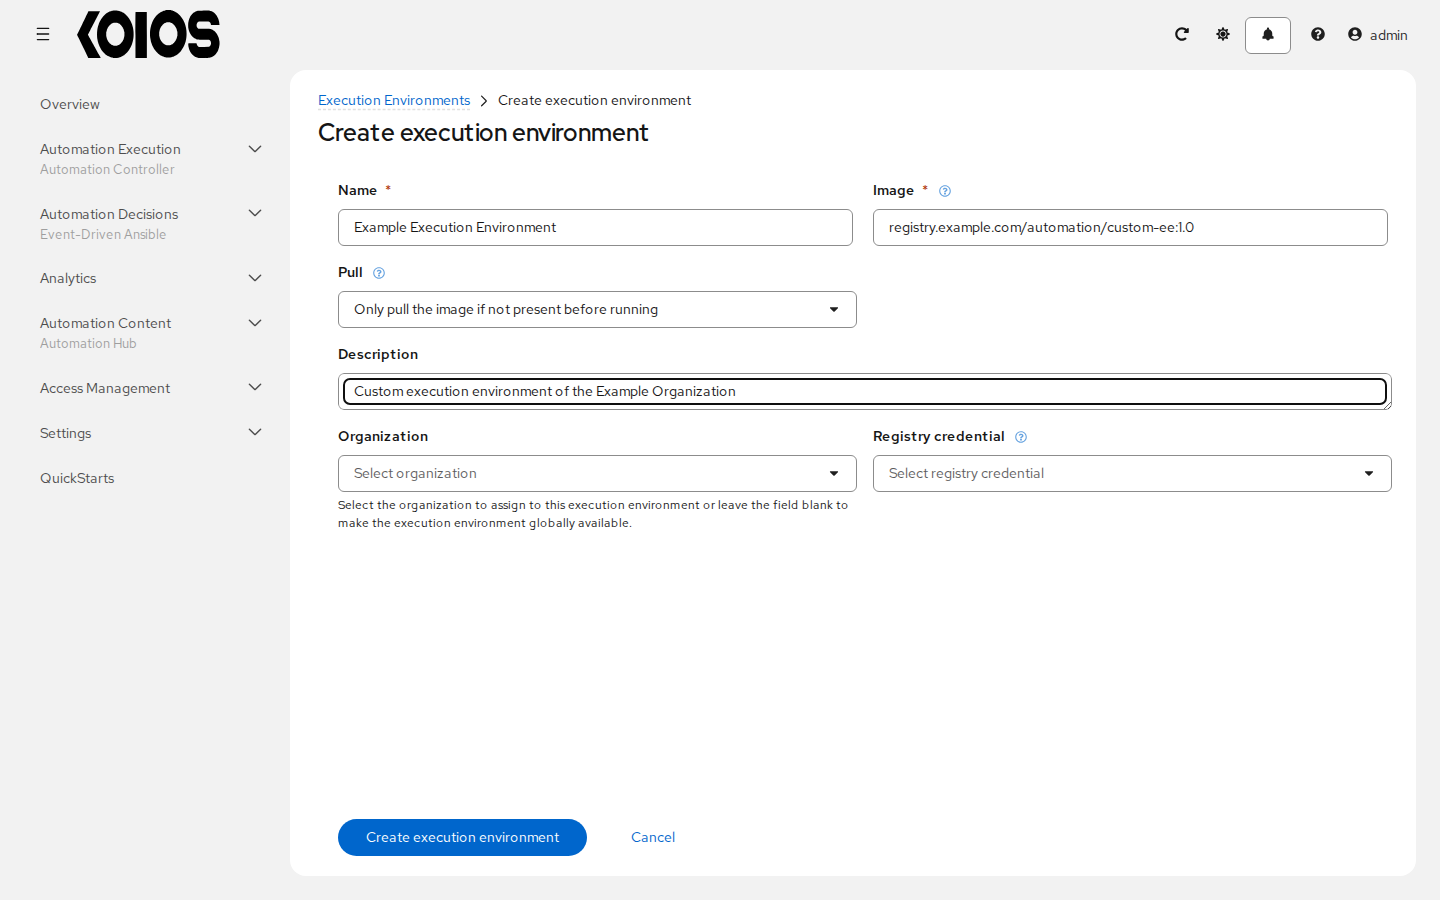 KOIOS
admin
Overview
Automation Execution
Automation Controller
Automation Decisions
Event-Driven Ansible
Analytics
Automation Content
Automation Hub
Access Management
Settings
QuickStarts
Execution Environments > Create execution environment
Create execution environment
Name *
Example Execution Environment
Image *
registry.example.com/automation/custom-ee:1.0
Pull
Only pull the image if not present before running
Description
Custom execution environment of the Example Organization
Organization
Select organization
Select the organization to assign to this execution environment or leave the field blank to
make the execution environment globally available.
Registry credential
Select registry credential
Create execution environment
Cancel